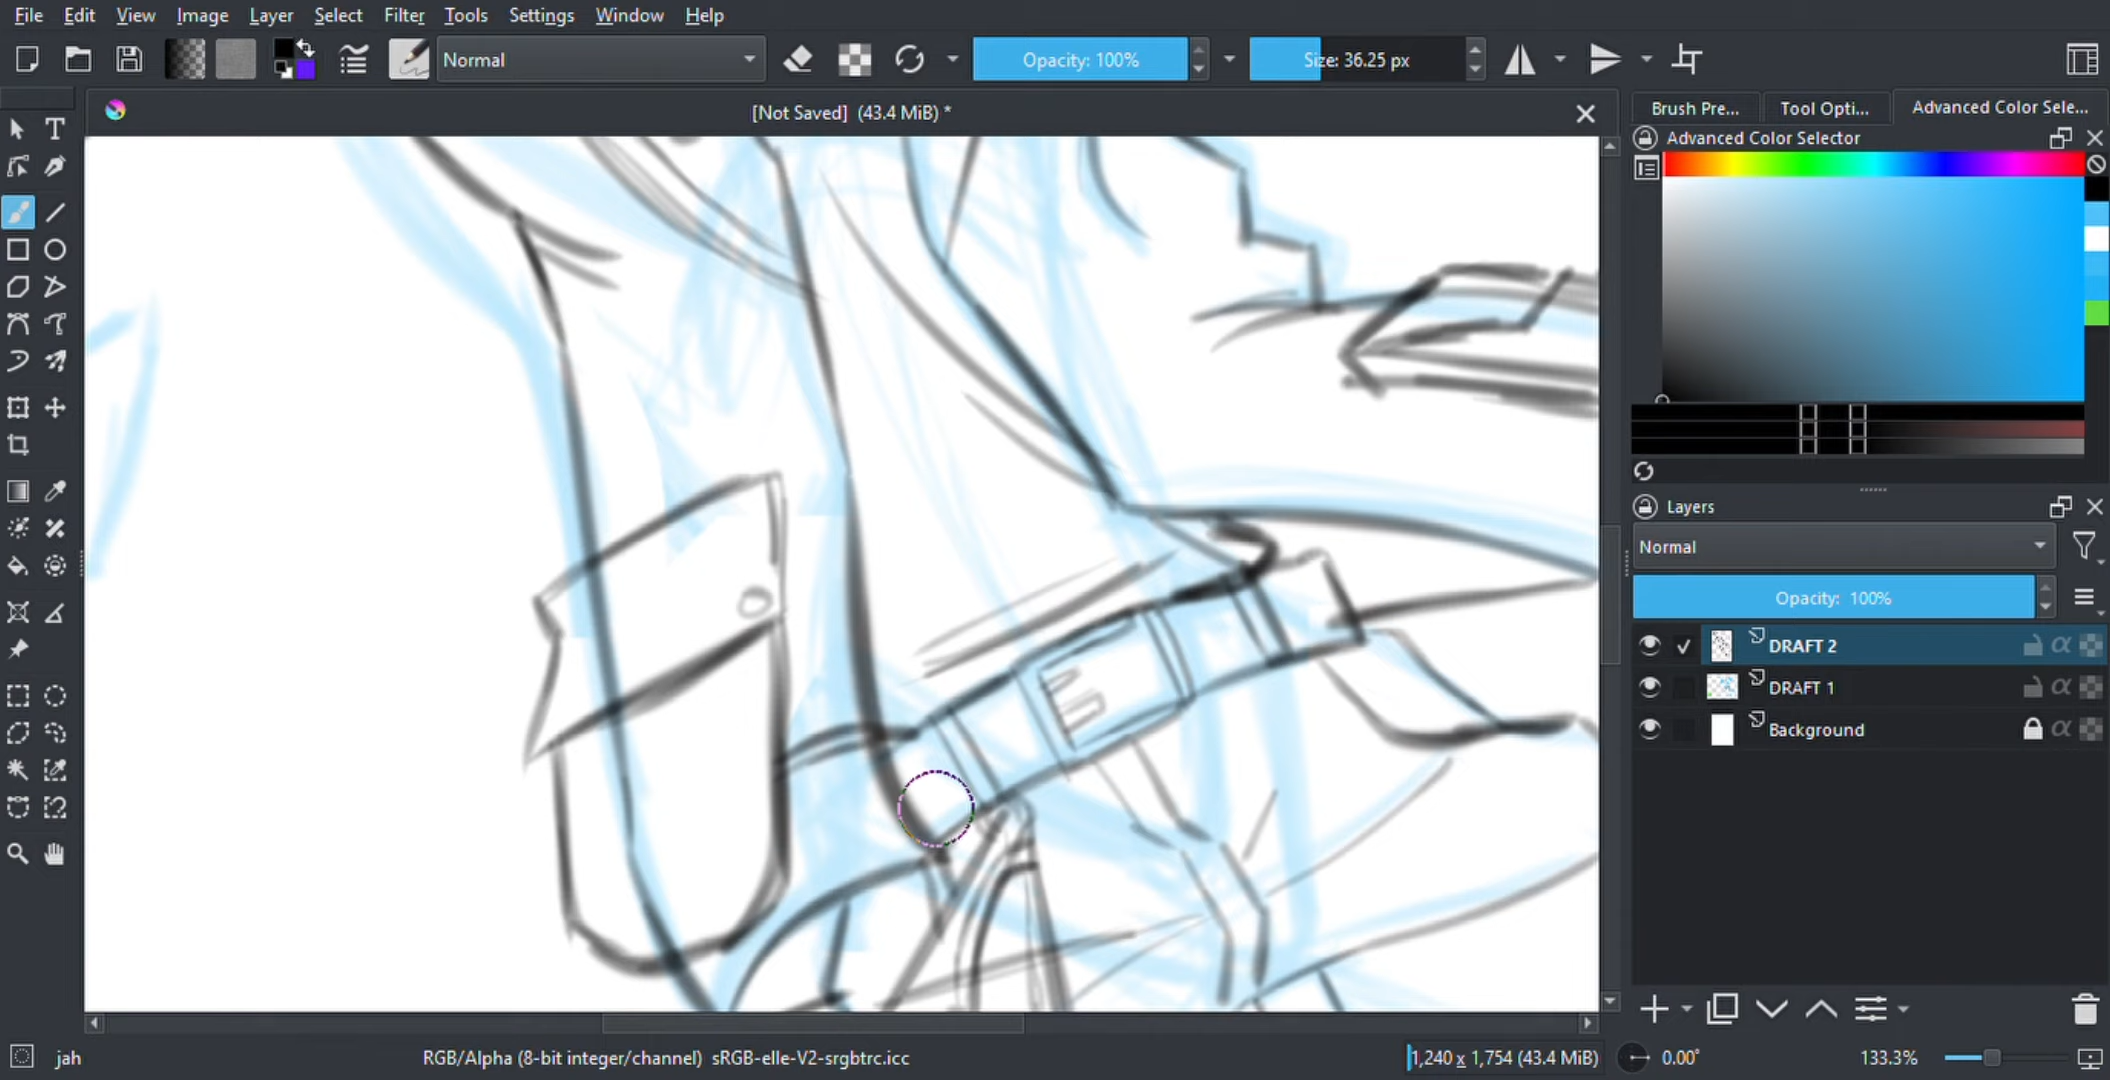 File Edit View Image Layer Select Filter Tools Settings Window Help
Normal Opacity: 100% Size: 36.25 px
[Not Saved] (43.4 MiB) *
Brush Pre... Tool Opti... Advanced Color Sele...
Advanced Color Selector
Layers
Normal
Opacity: 100%
DRAFT 2
DRAFT 1
Background
jah RGB/Alpha (8-bit integer/channel) sRGB-elle-V2-srgbtrc.icc 1,240 x 1,754 (43.4 MiB) 0.00° 133.3%